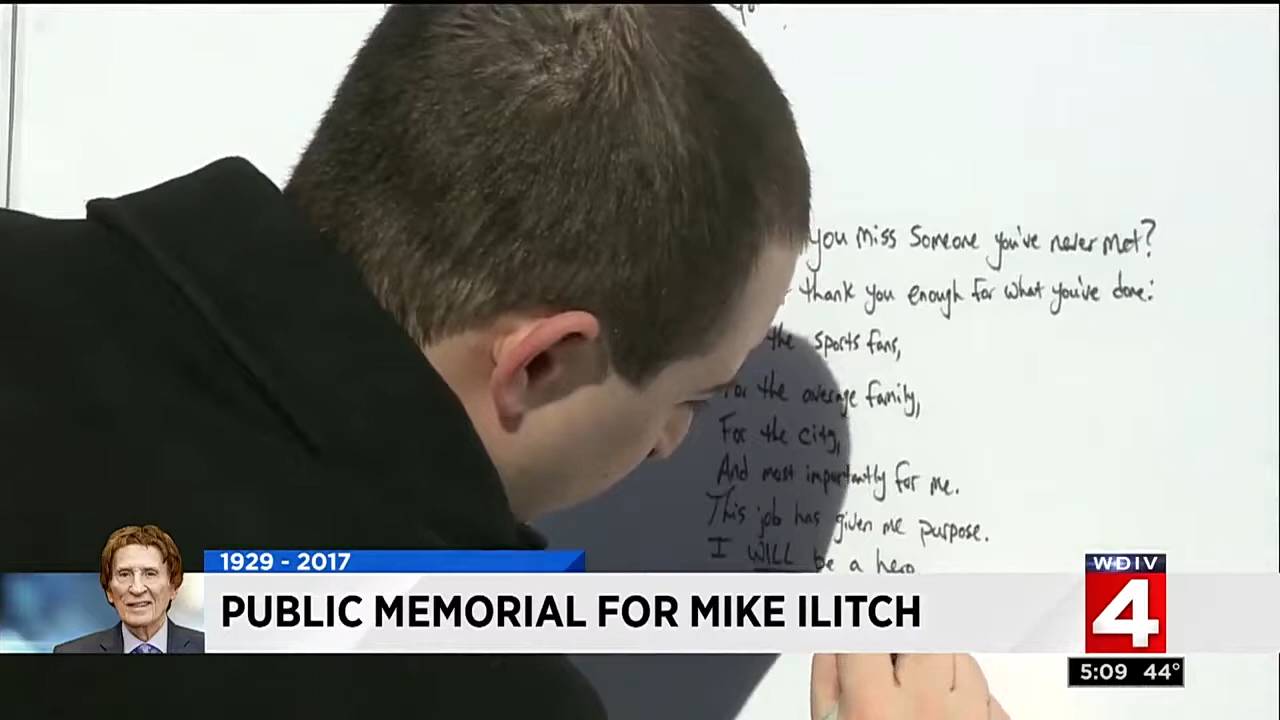 you miss someone you've never met?
thank you enough for what you've done:
the sports fans,
For the average family,
For the city,
And most importantly for me.
This job has given me purpose.
I WILL be a hero
1929 - 2017
PUBLIC MEMORIAL FOR MIKE ILITCH
WDIV
4
5:09 44°